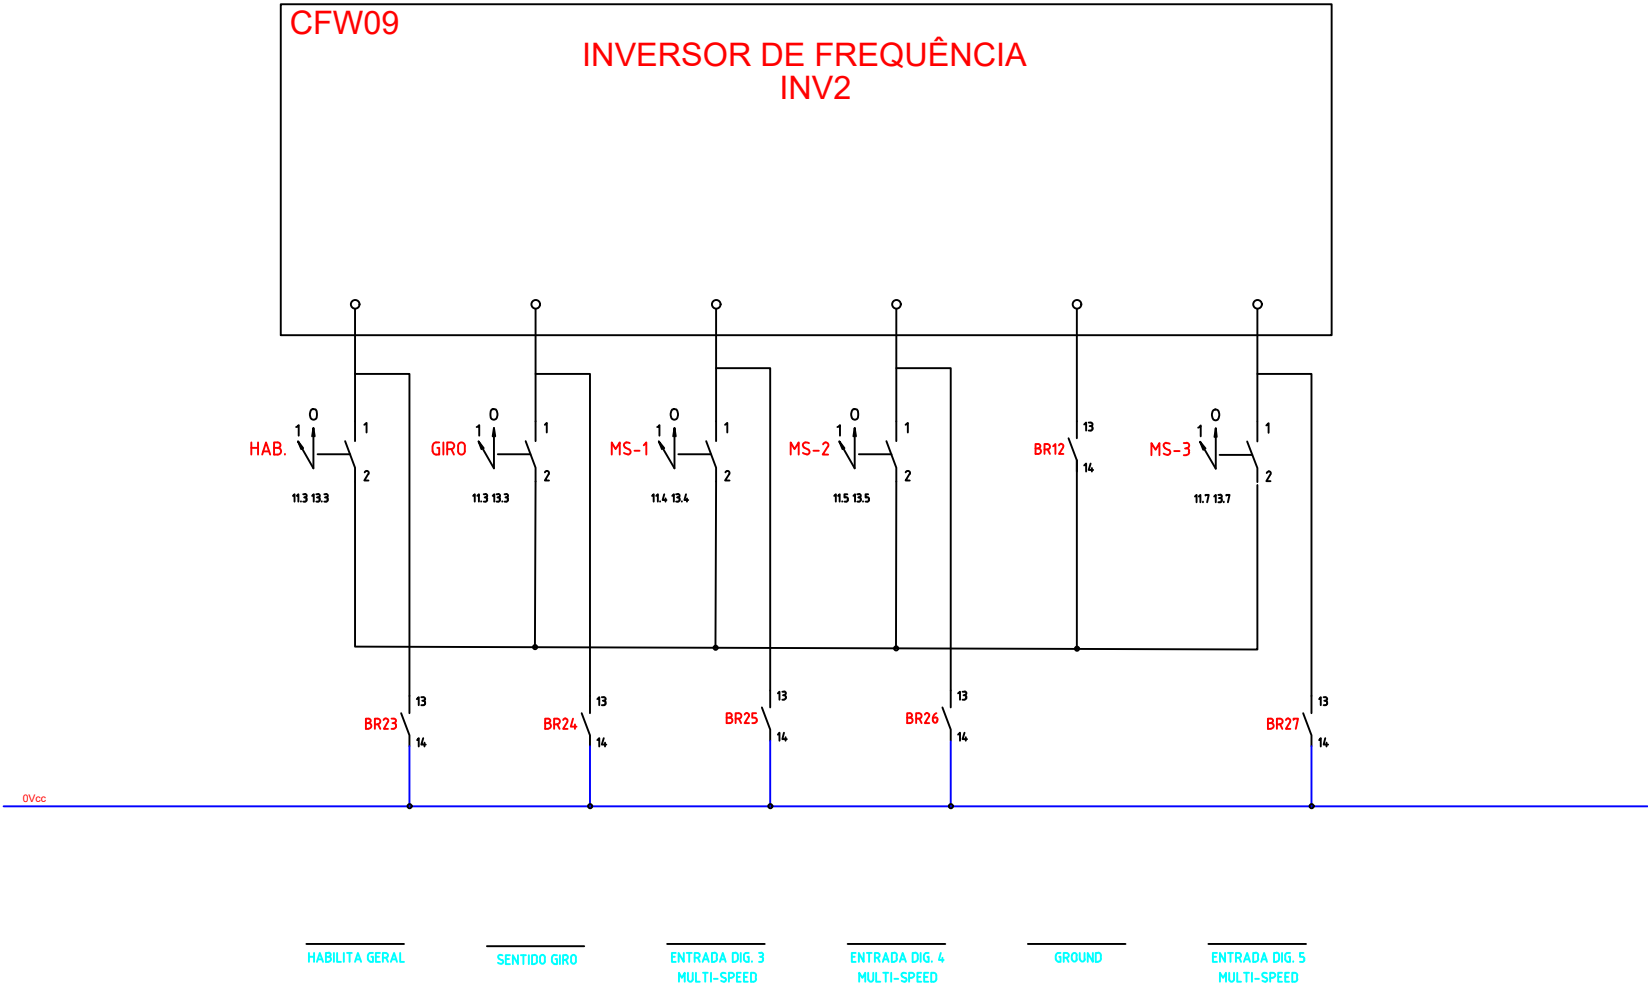 CFW09
INVERSOR DE FREQUÊNCIA
INV2
HAB.
1
0
1
2
11.3 13.3
GIRO
1
0
1
2
11.3 13.3
MS-1
1
0
1
2
11.4 13.4
MS-2
1
0
1
2
11.5 13.5
BR12
13
14
MS-3
1
0
1
2
11.7 13.7
BR23
13
14
BR24
13
14
BR25
13
14
BR26
13
14
BR27
13
14
0Vcc
HABILITA GERAL
SENTIDO GIRO
ENTRADA DIG. 3
MULTI-SPEED
ENTRADA DIG. 4
MULTI-SPEED
GROUND
ENTRADA DIG. 5
MULTI-SPEED